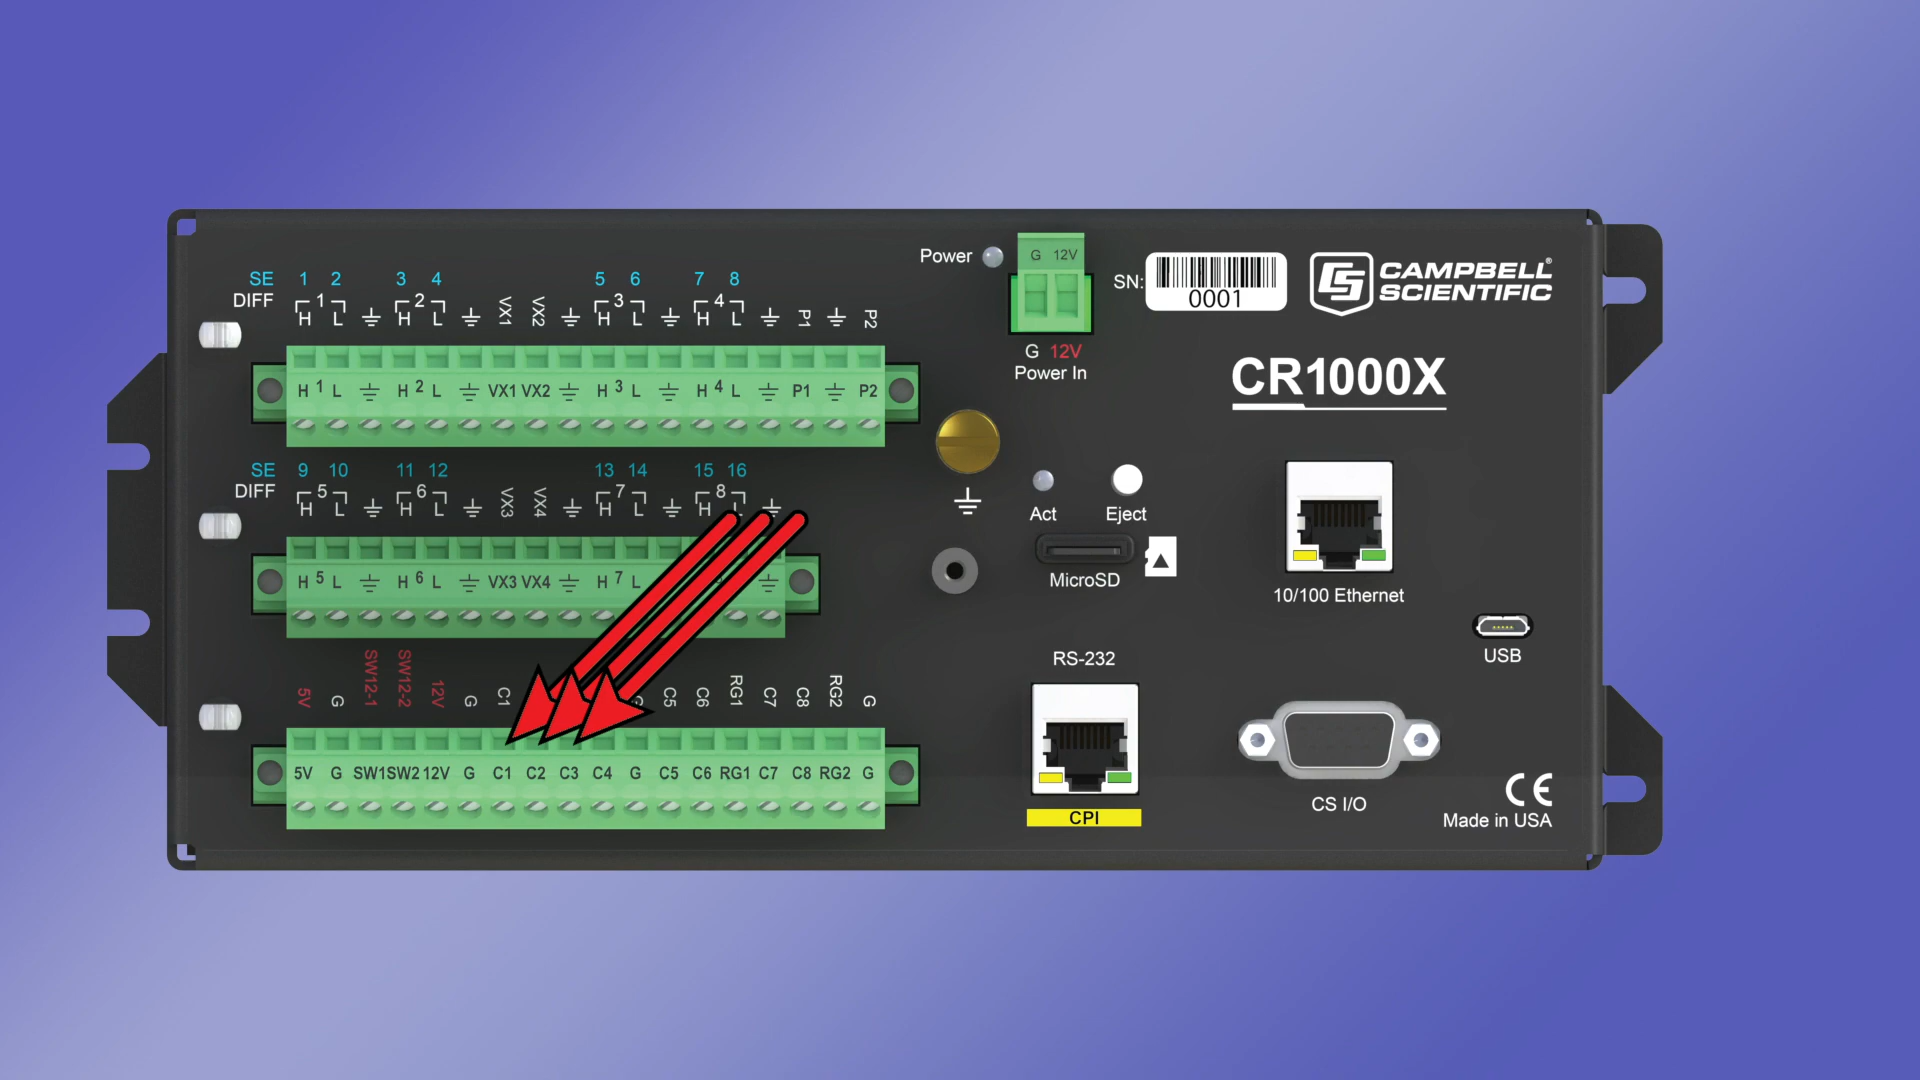 SE 1 2 3 4 5 6 7 8
DIFF 1 2 3 4
H L H L VX1 VX2 H L H L P1 P2
H 1 L H 2 L VX1 VX2 H 3 L H 4 L P1 P2
SE 9 10 11 12 13 14 15 16
DIFF 5 6 7 8
H L H L VX3 VX4 H L H L
H 5 L H 6 L VX3 VX4 H 7 L
5V G SW12-1 SW12-2 12V G C1 G C5 C6 RG1 C7 C8 RG2 G
5V G SW1 SW2 12V G C1 C2 C3 C4 G C5 C6 RG1 C7 C8 RG2 G
Power
G 12V
G 12V
Power In
SN:
0001
CAMPBELL
SCIENTIFIC
CR1000X
Act Eject
MicroSD
10/100 Ethernet
USB
RS-232
CPI
CS I/O
CE
Made in USA